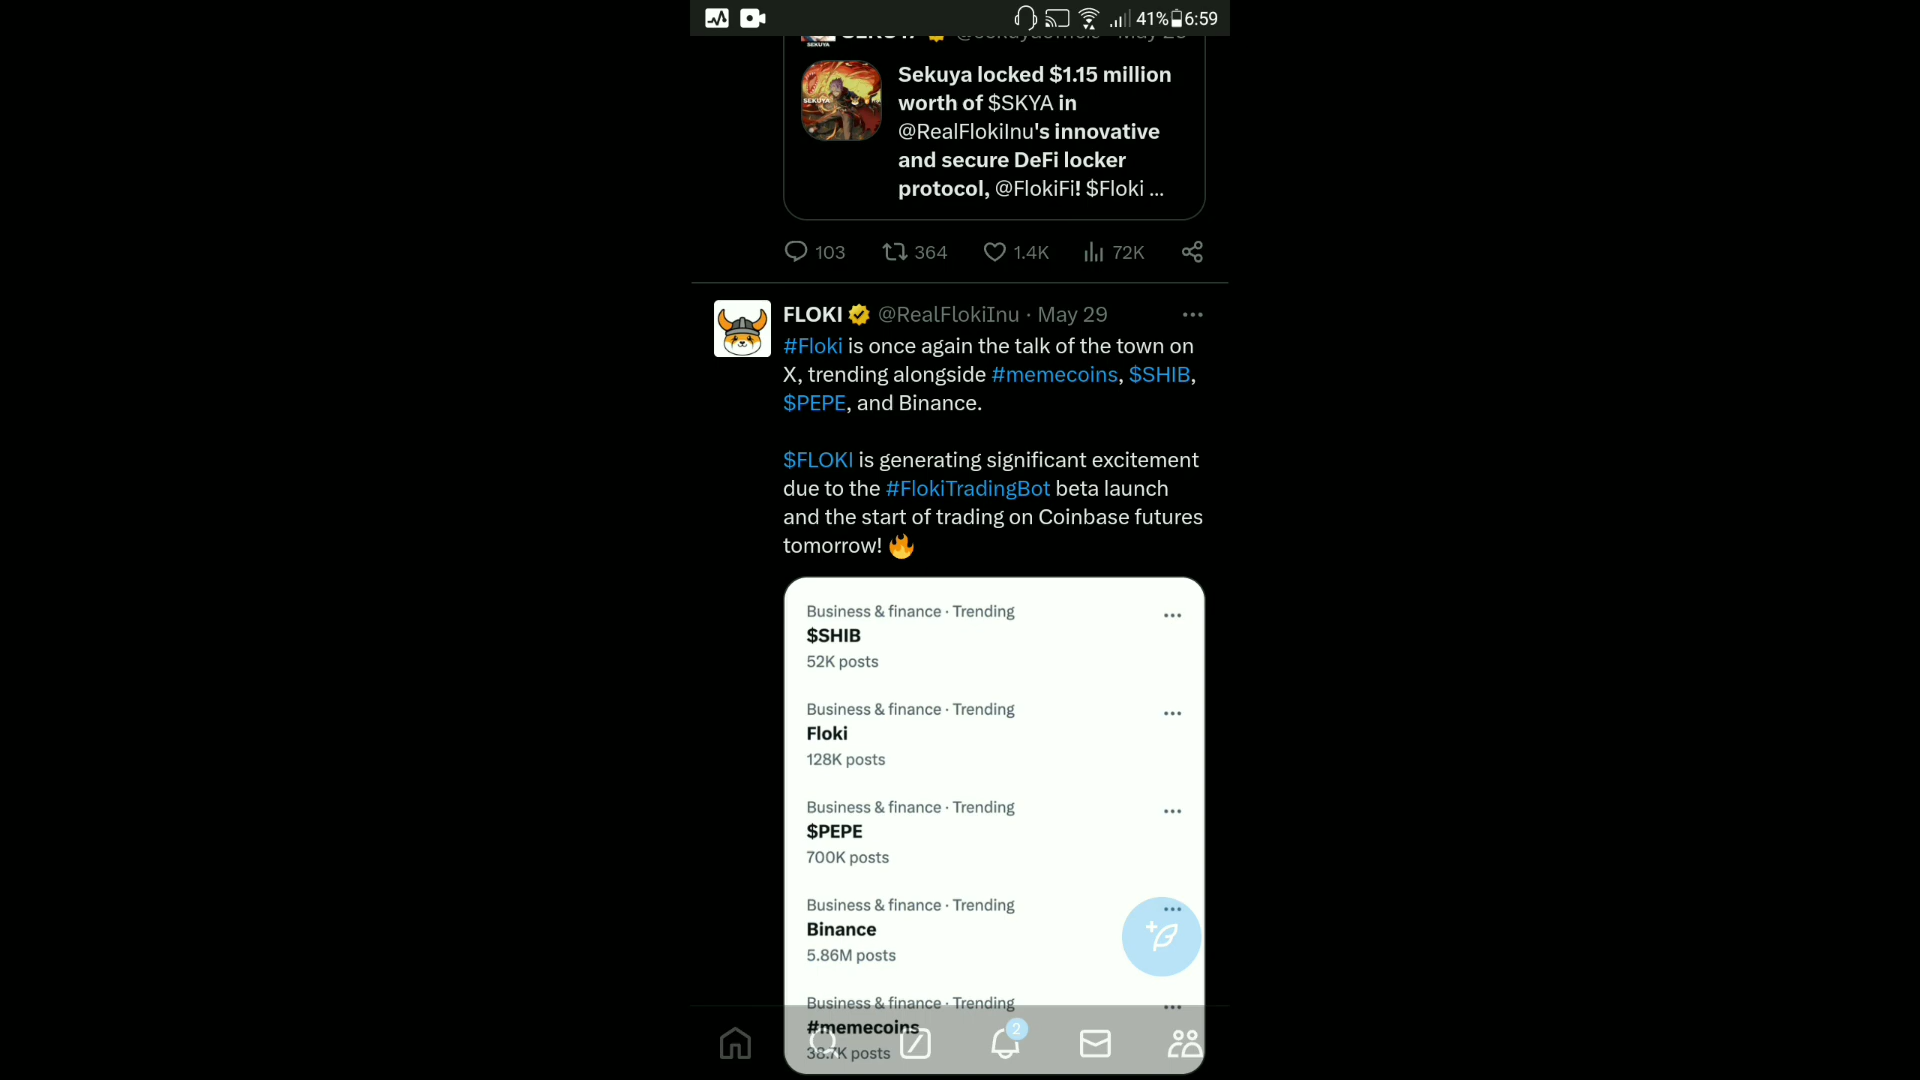 41% 6:59
SEKUYA
Sekuya locked $1.15 million
worth of $SKYA in
@RealFlokiInu's innovative
and secure DeFi locker
protocol, @FlokiFi! $Floki ...
SEKUYA
103 364 1.4K 72K
FLOKI @RealFlokiInu · May 29
#Floki is once again the talk of the town on
X, trending alongside #memecoins, $SHIB,
$PEPE, and Binance.
$FLOKI is generating significant excitement
due to the #FlokiTradingBot beta launch
and the start of trading on Coinbase futures
tomorrow!
Business & finance · Trending
$SHIB
52K posts
Business & finance · Trending
Floki
128K posts
Business & finance · Trending
$PEPE
700K posts
Business & finance · Trending
Binance
5.86M posts
Business & finance · Trending
#memecoins
38.7K posts
2